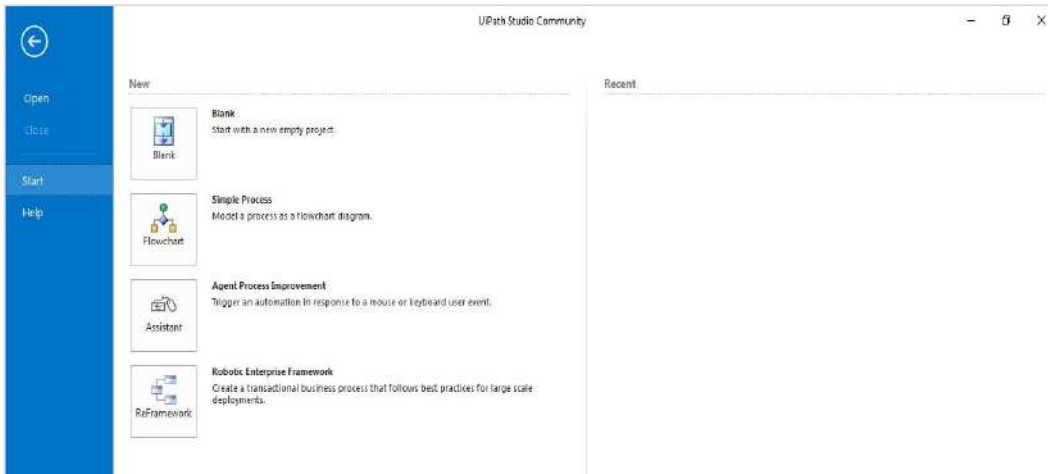 UiPath Studio Community
Open
Close
Start
Help
New
Blank
Blank
Start with a new empty project.
Flowchart
Simple Process
Model a process as a flowchart diagram.
Assistant
Agent Process Improvement
Trigger an automation in response to a mouse or keyboard user event.
ReFramework
Robotic Enterprise Framework
Create a transactional business process that follows best practices for large scale
deployments.
Recent